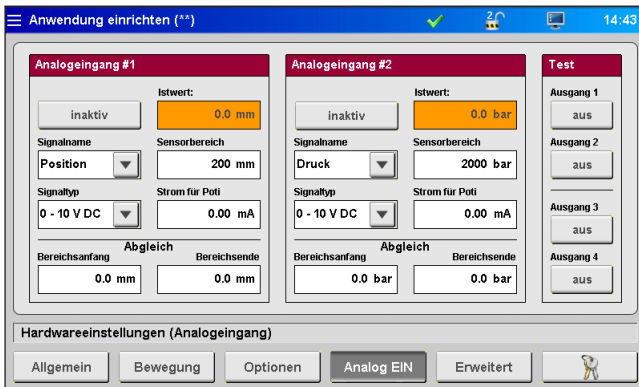 Anwendung einrichten (**)
2
14:43
Analogeingang #1
Istwert:
inaktiv
0.0 mm
Signalname
Sensorbereich
Position
200 mm
Signaltyp
Strom für Poti
0 - 10 V DC
0.00 mA
Abgleich
Bereichsanfang
Bereichsende
0.0 mm
0.0 mm
Analogeingang #2
Istwert:
inaktiv
0.0 bar
Signalname
Sensorbereich
Druck
2000 bar
Signaltyp
Strom für Poti
0 - 10 V DC
0.00 mA
Abgleich
Bereichsanfang
Bereichsende
0.0 bar
0.0 bar
Test
Ausgang 1
aus
Ausgang 2
aus
Ausgang 3
aus
Ausgang 4
aus
Hardwareeinstellungen (Analogeingang)
Allgemein
Bewegung
Optionen
Analog EIN
Erweitert